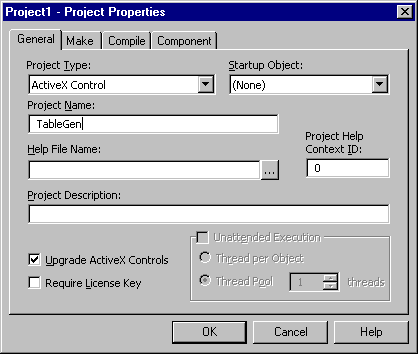 Project1 - Project Properties
General Make Compile Component
Project Type: Startup Object:
ActiveX Control (None)
Project Name:
TableGen
Help File Name: Project Help Context ID:
... 0
Project Description:
Unattended Execution
Upgrade ActiveX Controls Thread per Object
Require License Key Thread Pool 1 threads
OK Cancel Help